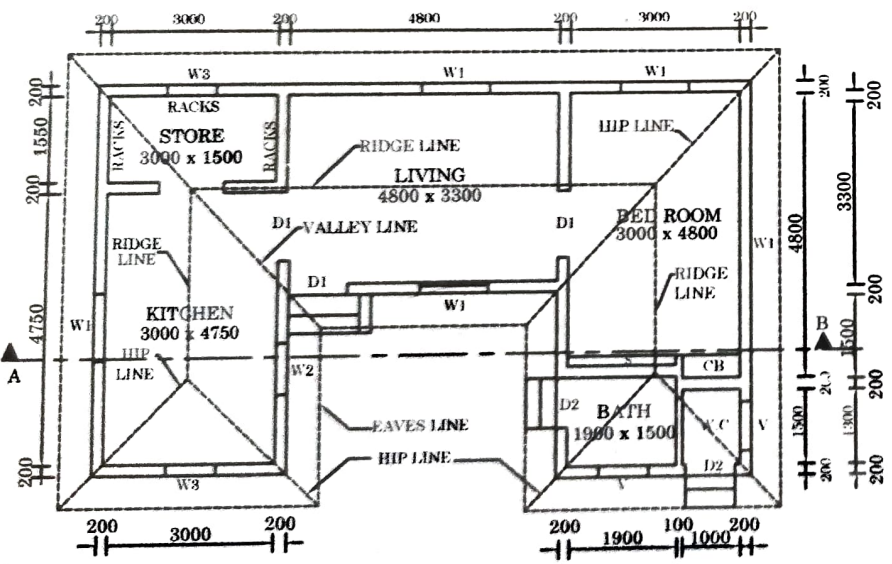 200 3000 200 4800 200 3000 200
W3 W1 W1
RACKS
STORE
3000 x 1500
RACKS
RACKS
RIDGE LINE
HIP LINE
LIVING
4800 x 3300
D1
VALLEY LINE
D1
BED ROOM
3000 x 4800
W1
RIDGE
LINE
RIDGE
LINE
D1
W1
KITCHEN
3000 x 4750
W1
HIP
LINE
W2
A
B
S
CB
D2
BATH
1900 x 1500
W.C
V
EAVES LINE
HIP LINE
D2
W3
V
200
1550
200
4750
200
200
4800
200
1500
200
200
3300
200
1500
200
1300
200
200 3000 200
200 1900 100 1000 200